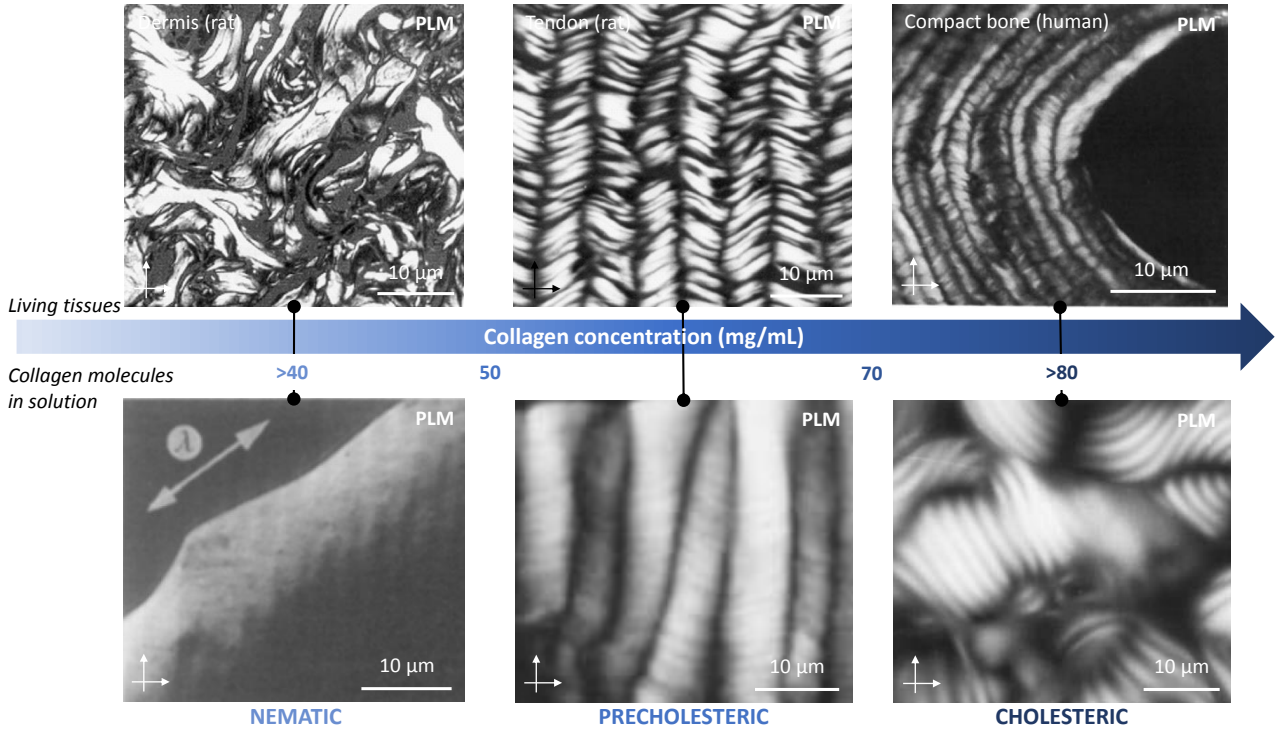 Dermis (rat)
PLM
Tendon (rat)
PLM
Compact bone (human)
PLM
10 µm
10 µm
10 µm
Living tissues
Collagen concentration (mg/mL)
Collagen molecules
in solution
>40
50
70
>80
λ
PLM
PLM
PLM
10 µm
10 µm
10 µm
NEMATIC
PRECHOLESTERIC
CHOLESTERIC